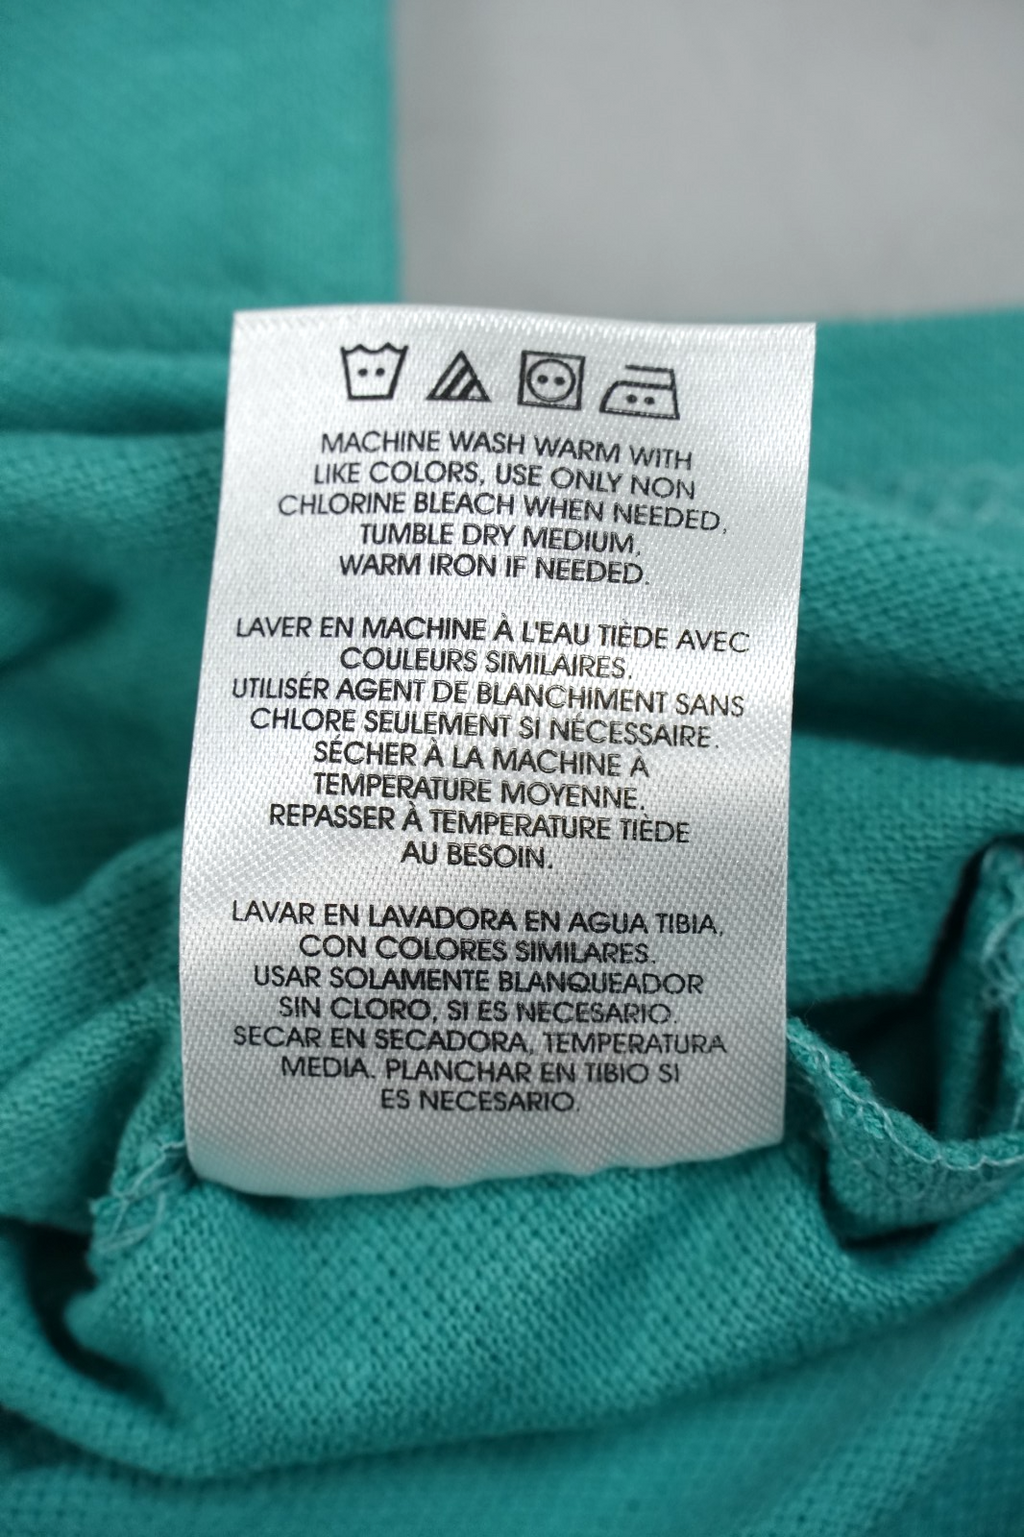 MACHINE WASH WARM WITH
LIKE COLORS, USE ONLY NON
CHLORINE BLEACH WHEN NEEDED,
TUMBLE DRY MEDIUM,
WARM IRON IF NEEDED.
LAVER EN MACHINE À L'EAU TIÈDE AVEC
COULEURS SIMILAIRES.
UTILISÉR AGENT DE BLANCHIMENT SANS
CHLORE SEULEMENT SI NÉCESSAIRE.
SÉCHER À LA MACHINE A
TEMPERATURE MOYENNE.
REPASSER À TEMPERATURE TIÈDE
AU BESOIN.
LAVAR EN LAVADORA EN AGUA TIBIA,
CON COLORES SIMILARES.
USAR SOLAMENTE BLANQUEADOR
SIN CLORO, SI ES NECESARIO.
SECAR EN SECADORA, TEMPERATURA
MEDIA. PLANCHAR EN TIBIO SI
ES NECESARIO.